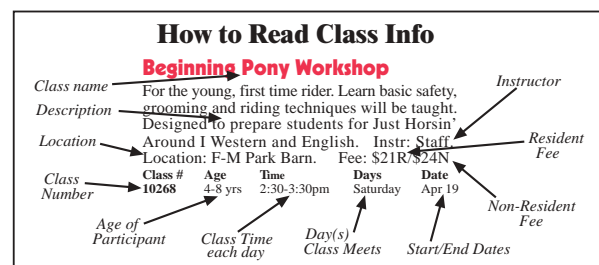 How to Read Class Info
Beginning Pony Workshop
Class name
For the young, first time rider. Learn basic safety,
Instructor
Description
grooming and riding techniques will be taught.
Designed to prepare students for Just Horsin'
Around I Western and English. Instr: Staff.
Location
Location: F-M Park Barn. Fee: $21R/$24N
Resident
Fee
Class # Age Time Days Date
10268 4-8 yrs 2:30-3:30pm Saturday Apr 19
Class
Number
Non-Resident
Fee
Age of
Participant
Class Time
each day
Day(s)
Class Meets
Start/End Dates